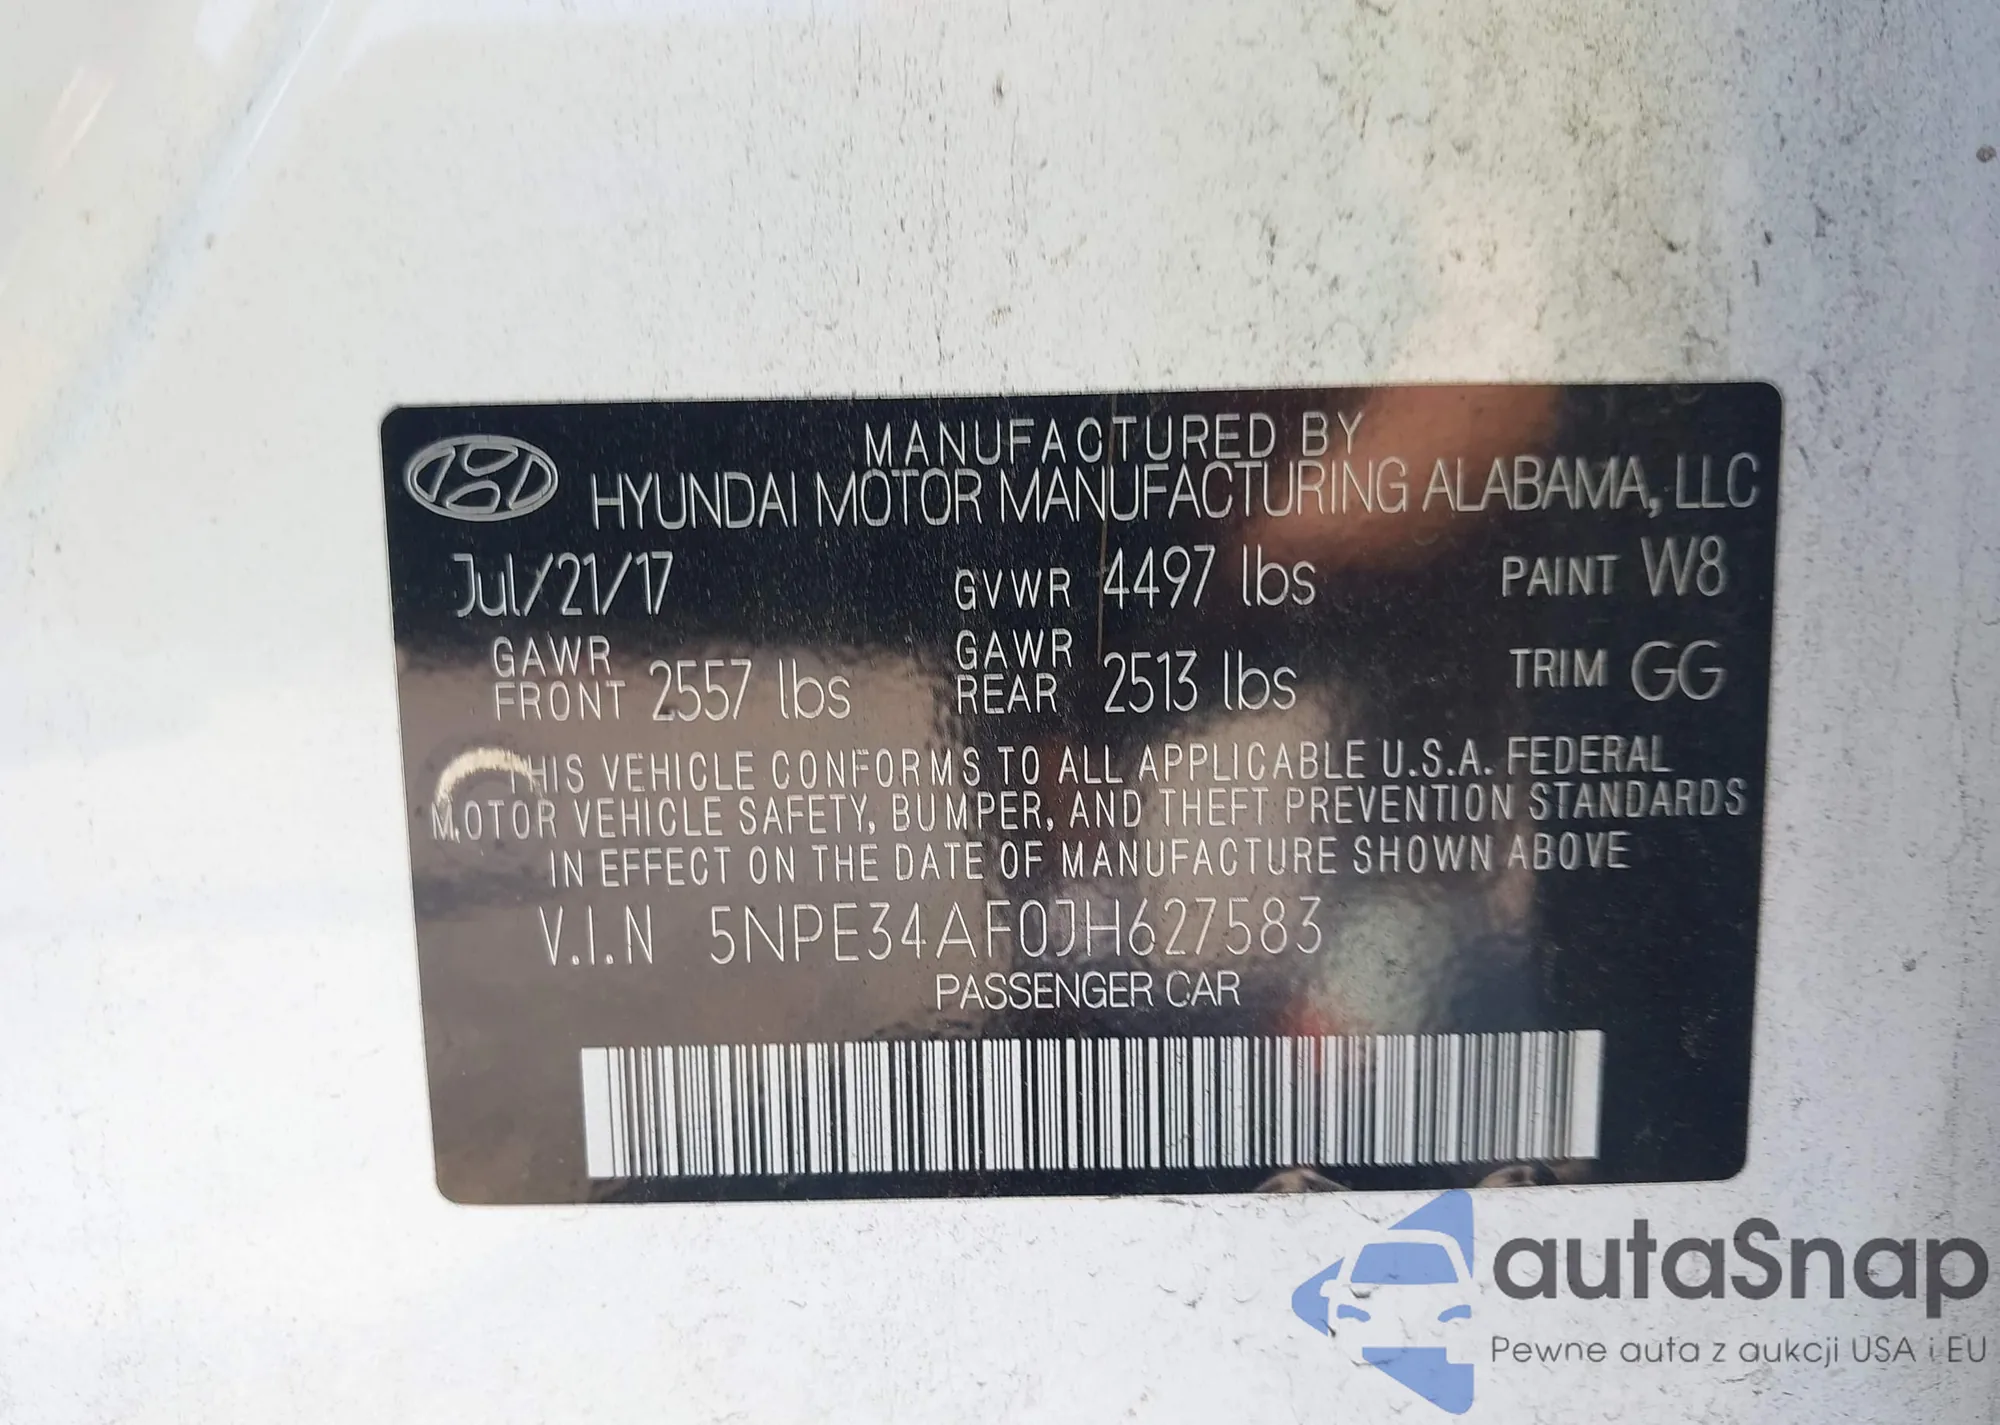 MANUFACTURED BY
HYUNDAI MOTOR MANUFACTURING ALABAMA, LLC
Jul/21/17 GVWR 4497 lbs PAINT W8
GAWR FRONT 2557 lbs GAWR REAR 2513 lbs TRIM GG
THIS VEHICLE CONFORMS TO ALL APPLICABLE U.S.A. FEDERAL
MOTOR VEHICLE SAFETY, BUMPER, AND THEFT PREVENTION STANDARDS
IN EFFECT ON THE DATE OF MANUFACTURE SHOWN ABOVE
V.I.N 5NPE34AF0JH627583
PASSENGER CAR
autaSnap
Pewne auta z aukcji USA i EU